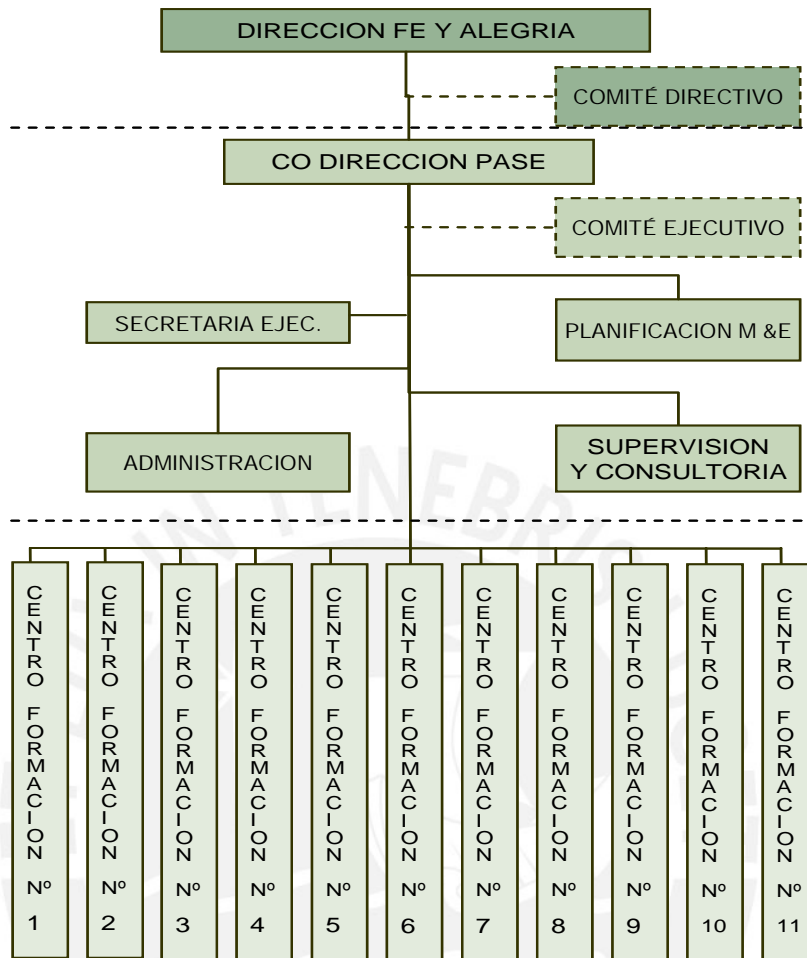 DIRECCION FE Y ALEGRIA
COMITÉ DIRECTIVO
CO DIRECCION PASE
COMITÉ EJECUTIVO
SECRETARIA EJEC.
PLANIFICACION M &E
ADMINISTRACION
SUPERVISION
Y CONSULTORIA
CENTRO FORMACION Nº 1
CENTRO FORMACION Nº 2
CENTRO FORMACION Nº 3
CENTRO FORMACION Nº 4
CENTRO FORMACION Nº 5
CENTRO FORMACION Nº 6
CENTRO FORMACION Nº 7
CENTRO FORMACION Nº 8
CENTRO FORMACION Nº 9
CENTRO FORMACION Nº 10
CENTRO FORMACION Nº 11
IN TENEBRIS